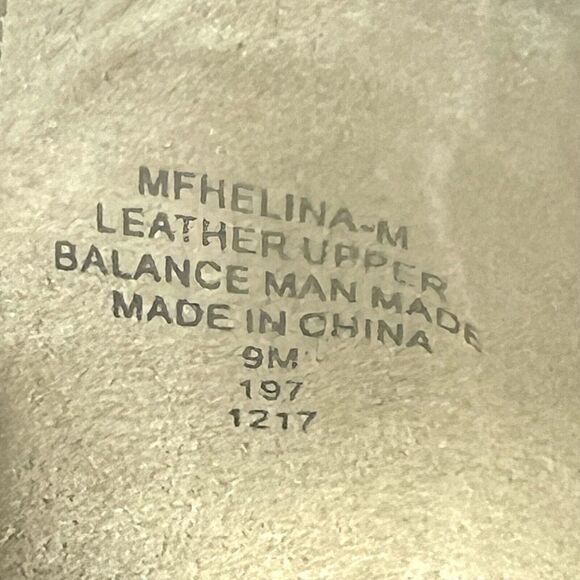 MFHELINA-M
LEATHER UPPER
BALANCE MAN MADE
MADE IN CHINA
9M
197
1217